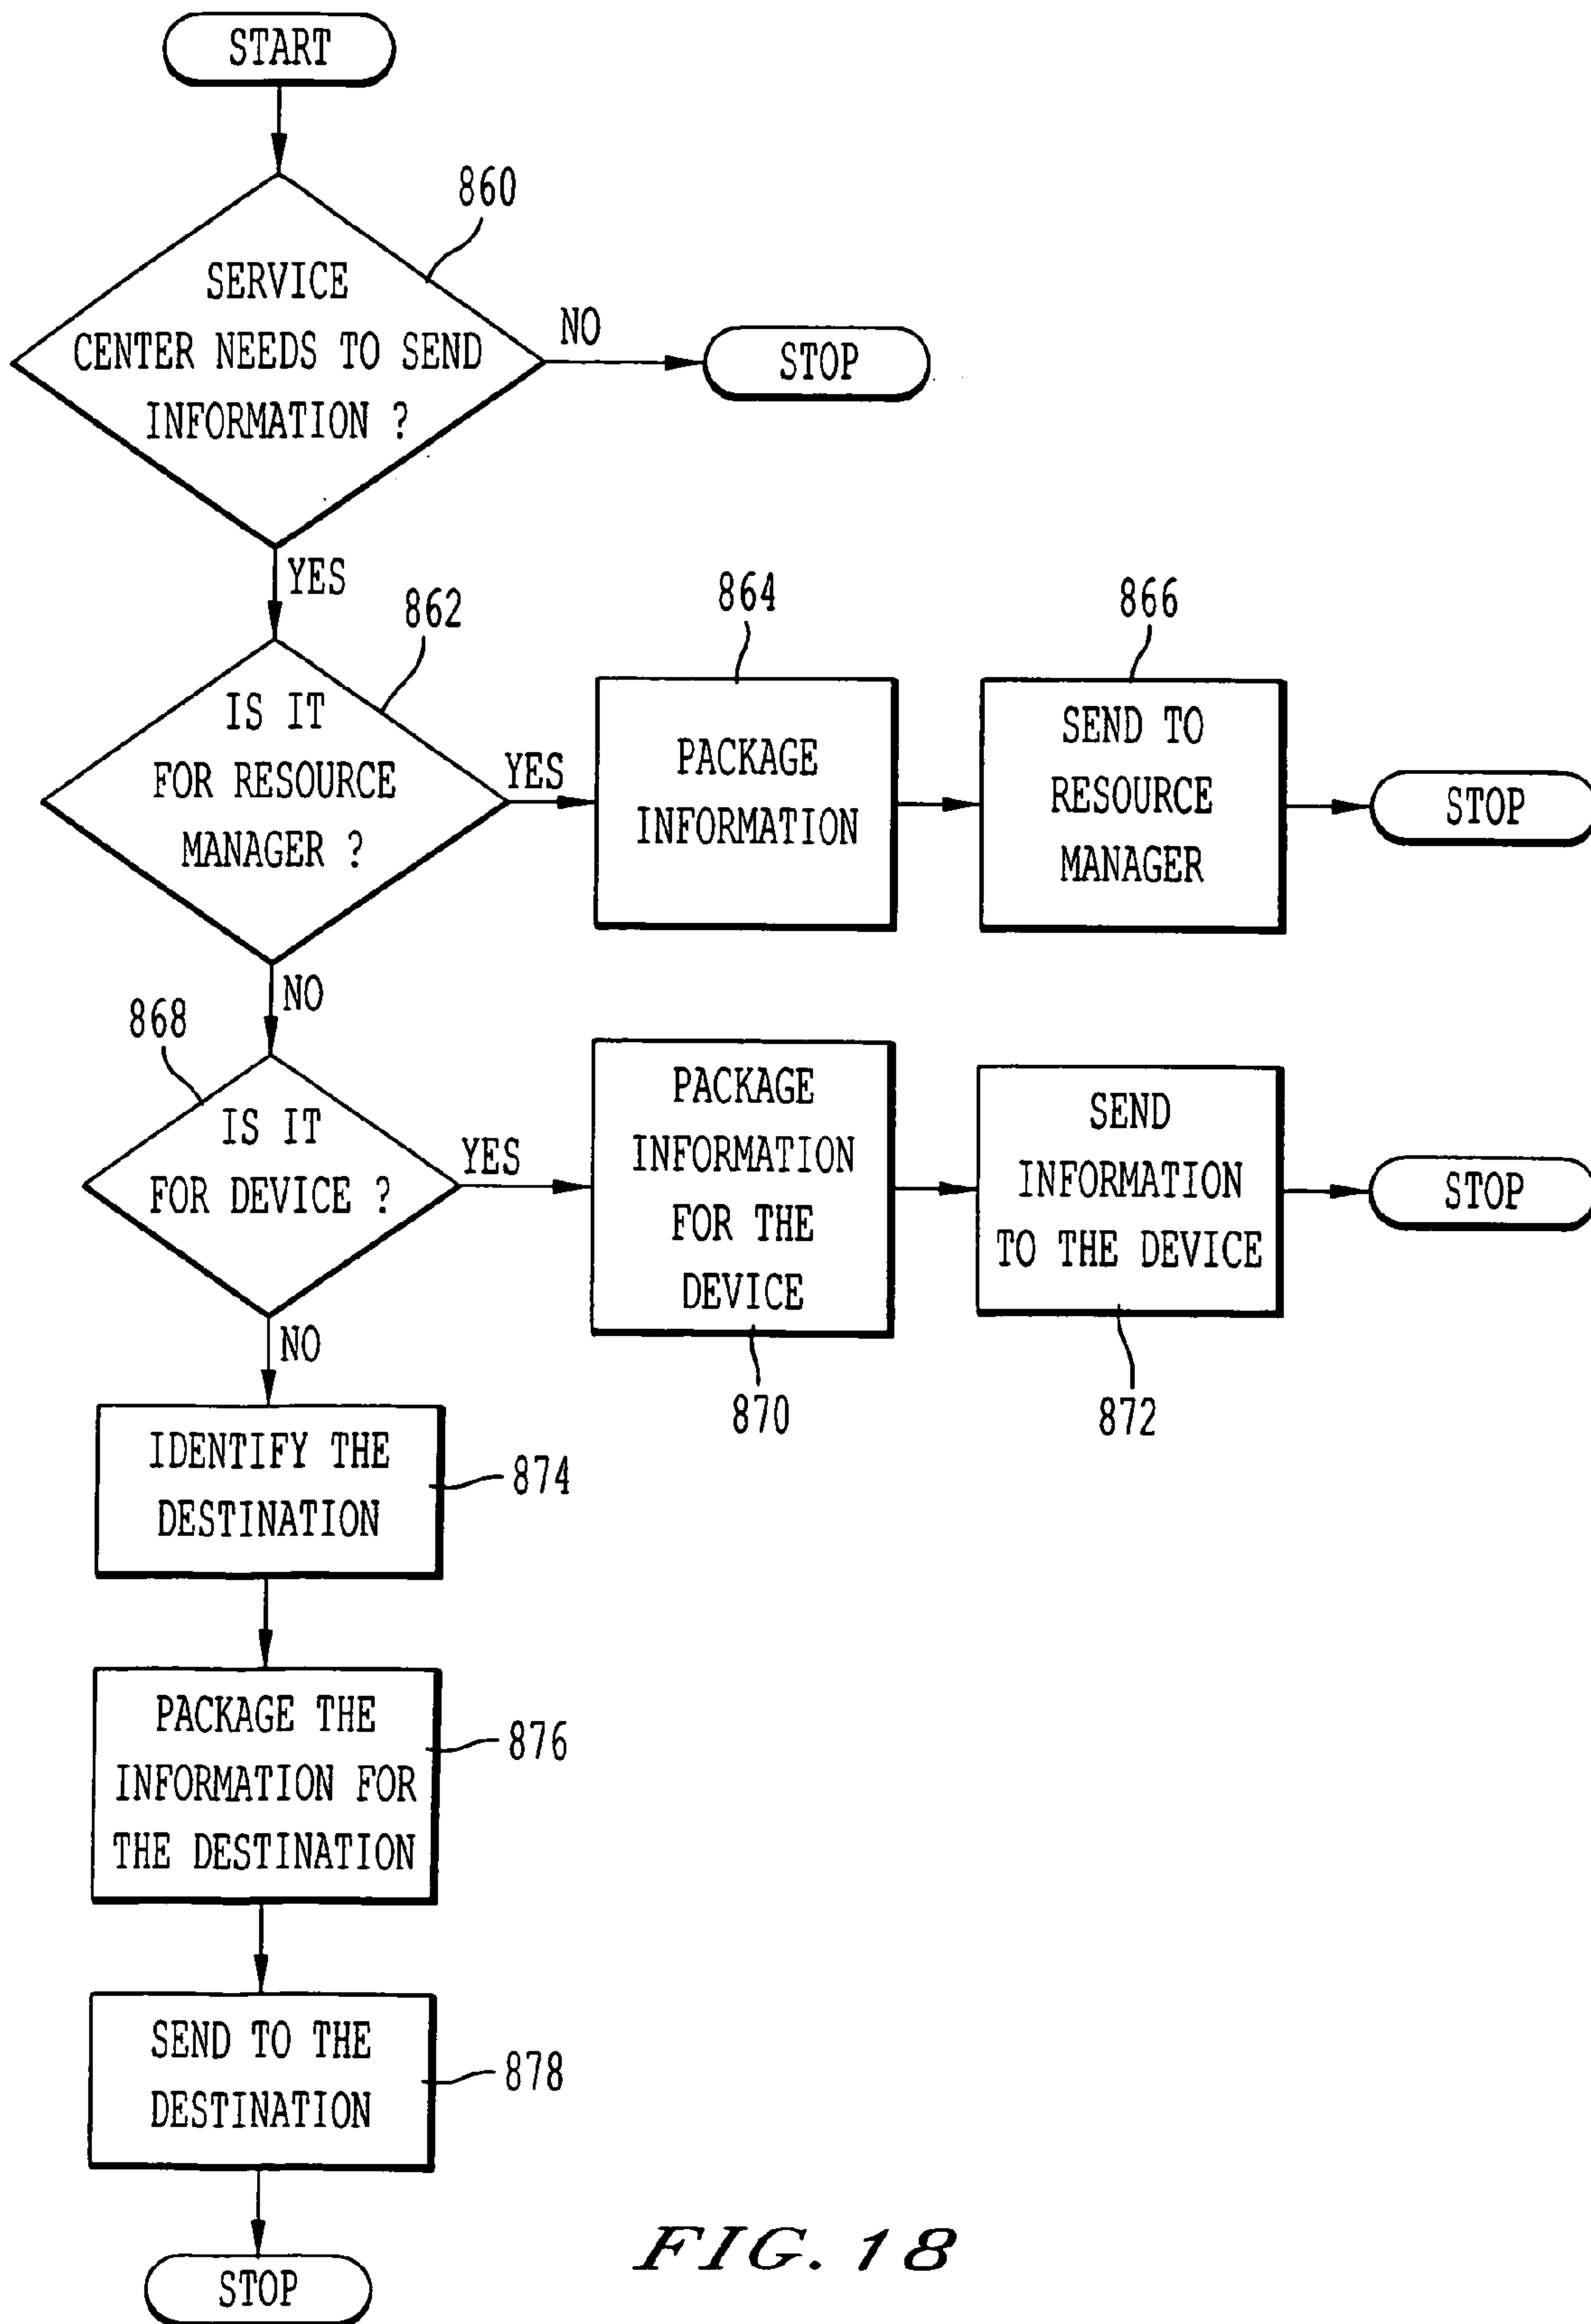 START
860
SERVICE
CENTER NEEDS TO SEND
INFORMATION ?
NO
STOP
YES
862
IS IT
FOR RESOURCE
MANAGER ?
YES
864
PACKAGE
INFORMATION
866
SEND TO
RESOURCE
MANAGER
STOP
NO
868
IS IT
FOR DEVICE ?
YES
PACKAGE
INFORMATION
FOR THE
DEVICE
870
SEND
INFORMATION
TO THE DEVICE
872
STOP
NO
IDENTIFY THE
DESTINATION
874
PACKAGE THE
INFORMATION FOR
THE DESTINATION
876
SEND TO THE
DESTINATION
878
STOP
FIG. 18